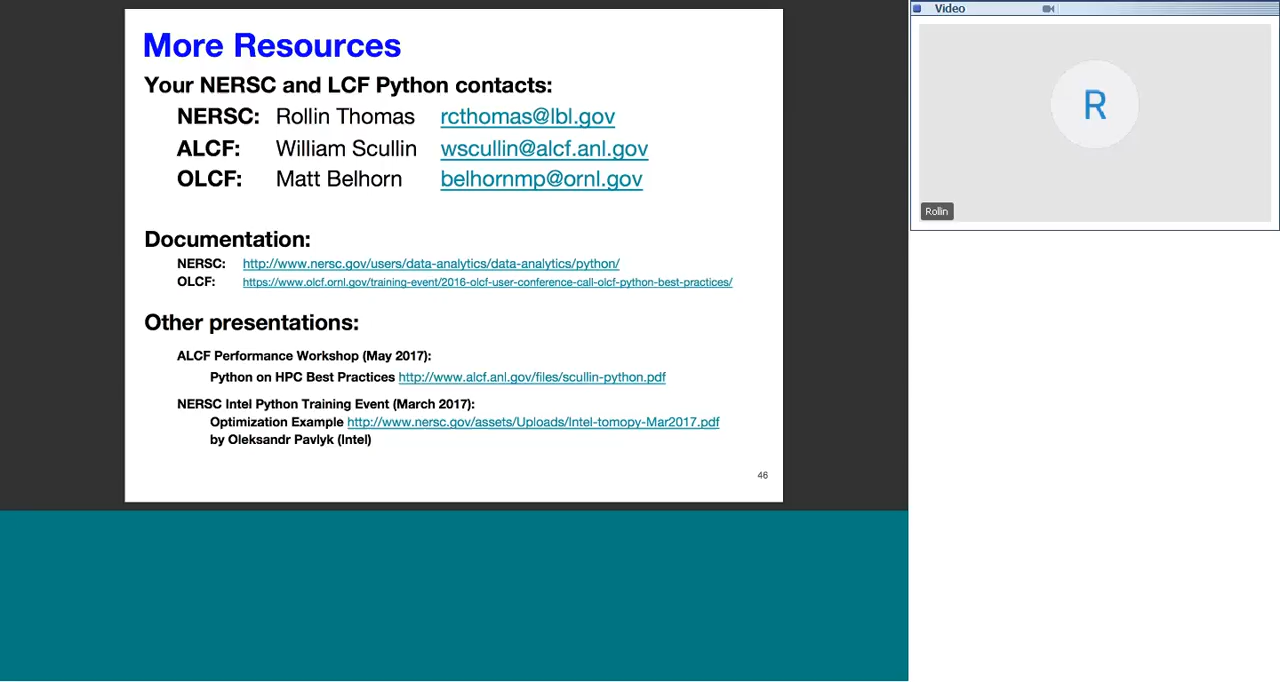 More Resources
Your NERSC and LCF Python contacts:
NERSC: Rollin Thomas rcthomas@lbl.gov
ALCF: William Scullin wscullin@alcf.anl.gov
OLCF: Matt Belhorn belhornmp@ornl.gov
Documentation:
NERSC: http://www.nersc.gov/users/data-analytics/data-analytics/python/
OLCF: https://www.olcf.ornl.gov/training-event/2016-olcf-user-conference-call-olcf-python-best-practices/
Other presentations:
ALCF Performance Workshop (May 2017):
Python on HPC Best Practices http://www.alcf.anl.gov/files/scullin-python.pdf
NERSC Intel Python Training Event (March 2017):
Optimization Example http://www.nersc.gov/assets/Uploads/Intel-tomopy-Mar2017.pdf
by Oleksandr Pavlyk (Intel)
46
Video
R
Rolin